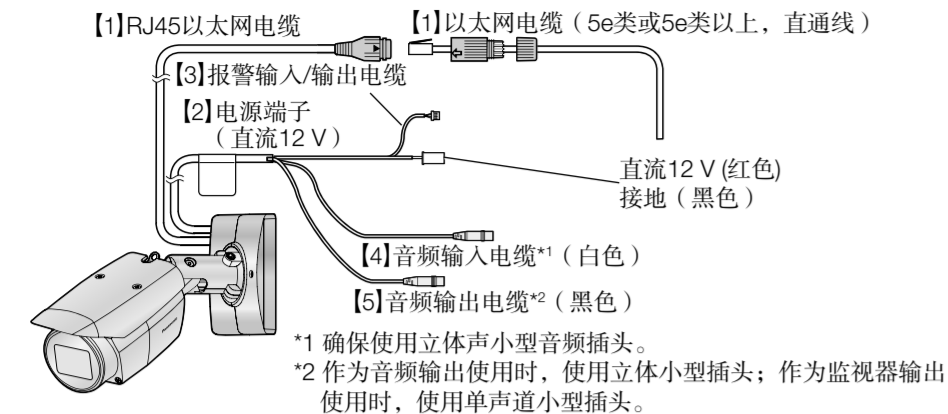 【1】RJ45以太网电缆
【1】以太网电缆（5e类或5e类以上，直通线）
【3】报警输入/输出电缆
【2】电源端子
（直流12 V）
直流12 V (红色)
接地（黑色）
【4】音频输入电缆*1（白色）
【5】音频输出电缆*2（黑色）
*1 确保使用立体声小型音频插头。
*2 作为音频输出使用时，使用立体小型插头；作为监视器输出
使用时，使用单声道小型插头。